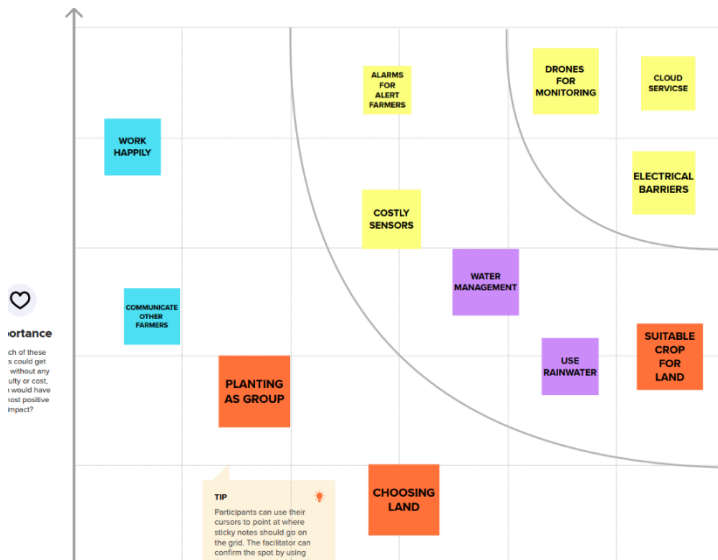 ALARMS
FOR
ALERT
FARMERS
DRONES
FOR
MONITORING
CLOUD
SERVICSE
WORK
HAPPILY
ELECTRICAL
BARRIERS
COSTLY
SENSORS
WATER
MANAGEMENT
COMMUNICATE
OTHER
FARMERS
portance
ch of these
s could get
without any
ulty or cost,
would have
ost positive
impact?
USE
RAINWATER
SUITABLE
CROP
FOR
LAND
PLANTING
AS GROUP
CHOOSING
LAND
TIP
Participants can use their
cursors to point at where
sticky notes should go on
the grid. The facilitator can
confirm the spot by using